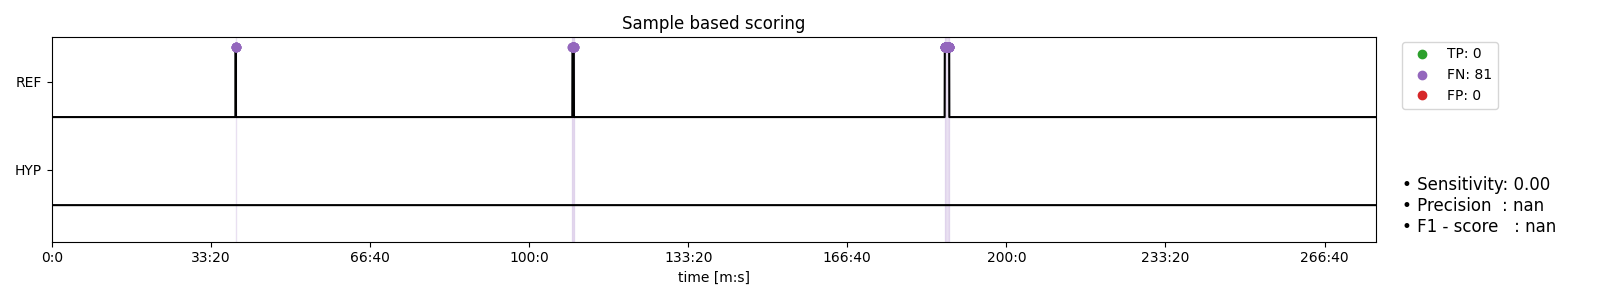 Sample based scoring
REF
HYP
0:0 33:20 66:40 100:0 133:20 166:40 200:0 233:20 266:40
time [m:s]
TP: 0
FN: 81
FP: 0
• Sensitivity: 0.00
• Precision : nan
• F1 - score : nan